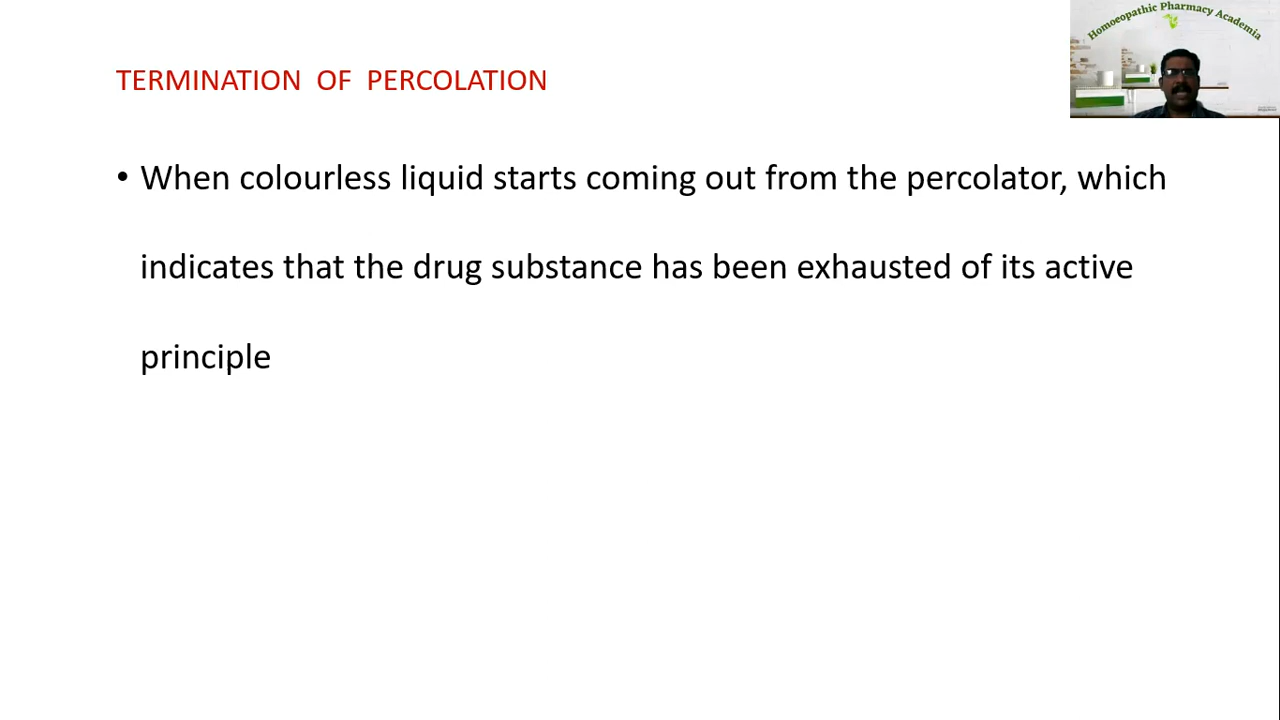 Homoeopathic Pharmacy Academia
TERMINATION OF PERCOLATION
• When colourless liquid starts coming out from the percolator, which
indicates that the drug substance has been exhausted of its active
principle